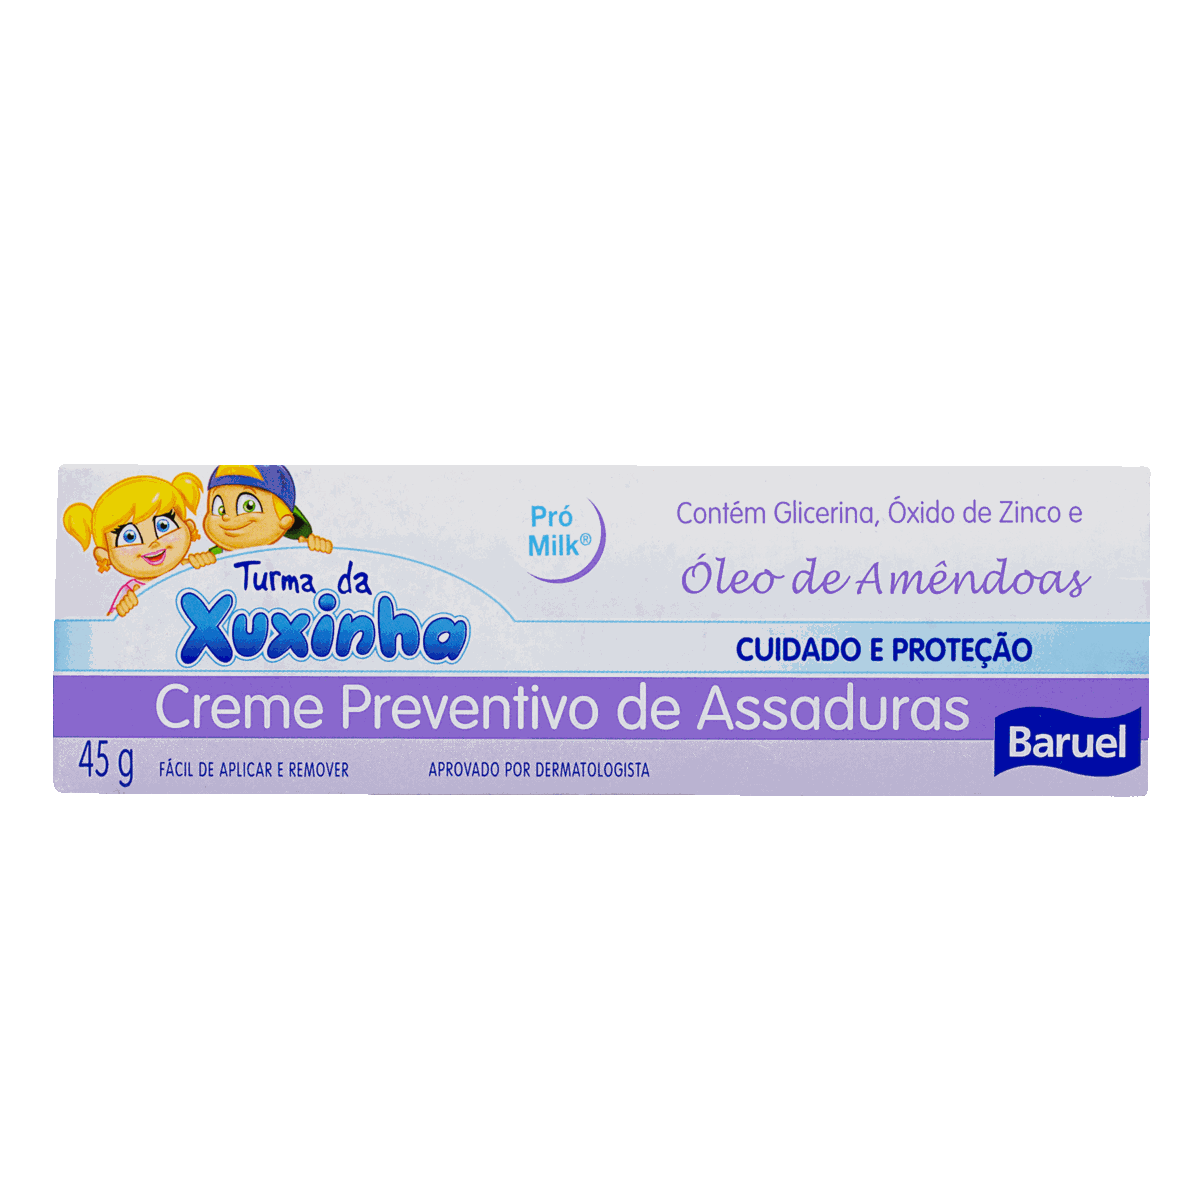 Turma da
Xuxinha
Pró
Milk®
Contém Glicerina, Óxido de Zinco e
Óleo de Amêndoas
CUIDADO E PROTEÇÃO
Creme Preventivo de Assaduras
Baruel
45 g
FÁCIL DE APLICAR E REMOVER
APROVADO POR DERMATOLOGISTA